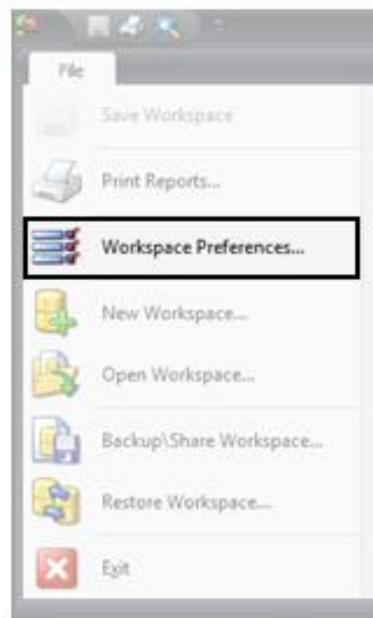 File
Save Workspace
Print Reports...
Workspace Preferences...
New Workspace...
Open Workspace...
Backup\Share Workspace...
Restore Workspace...
Exit